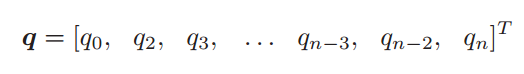 q = [q₀, q₂, q₃, … qₙ₋₃, qₙ₋₂, qₙ]ᵀ